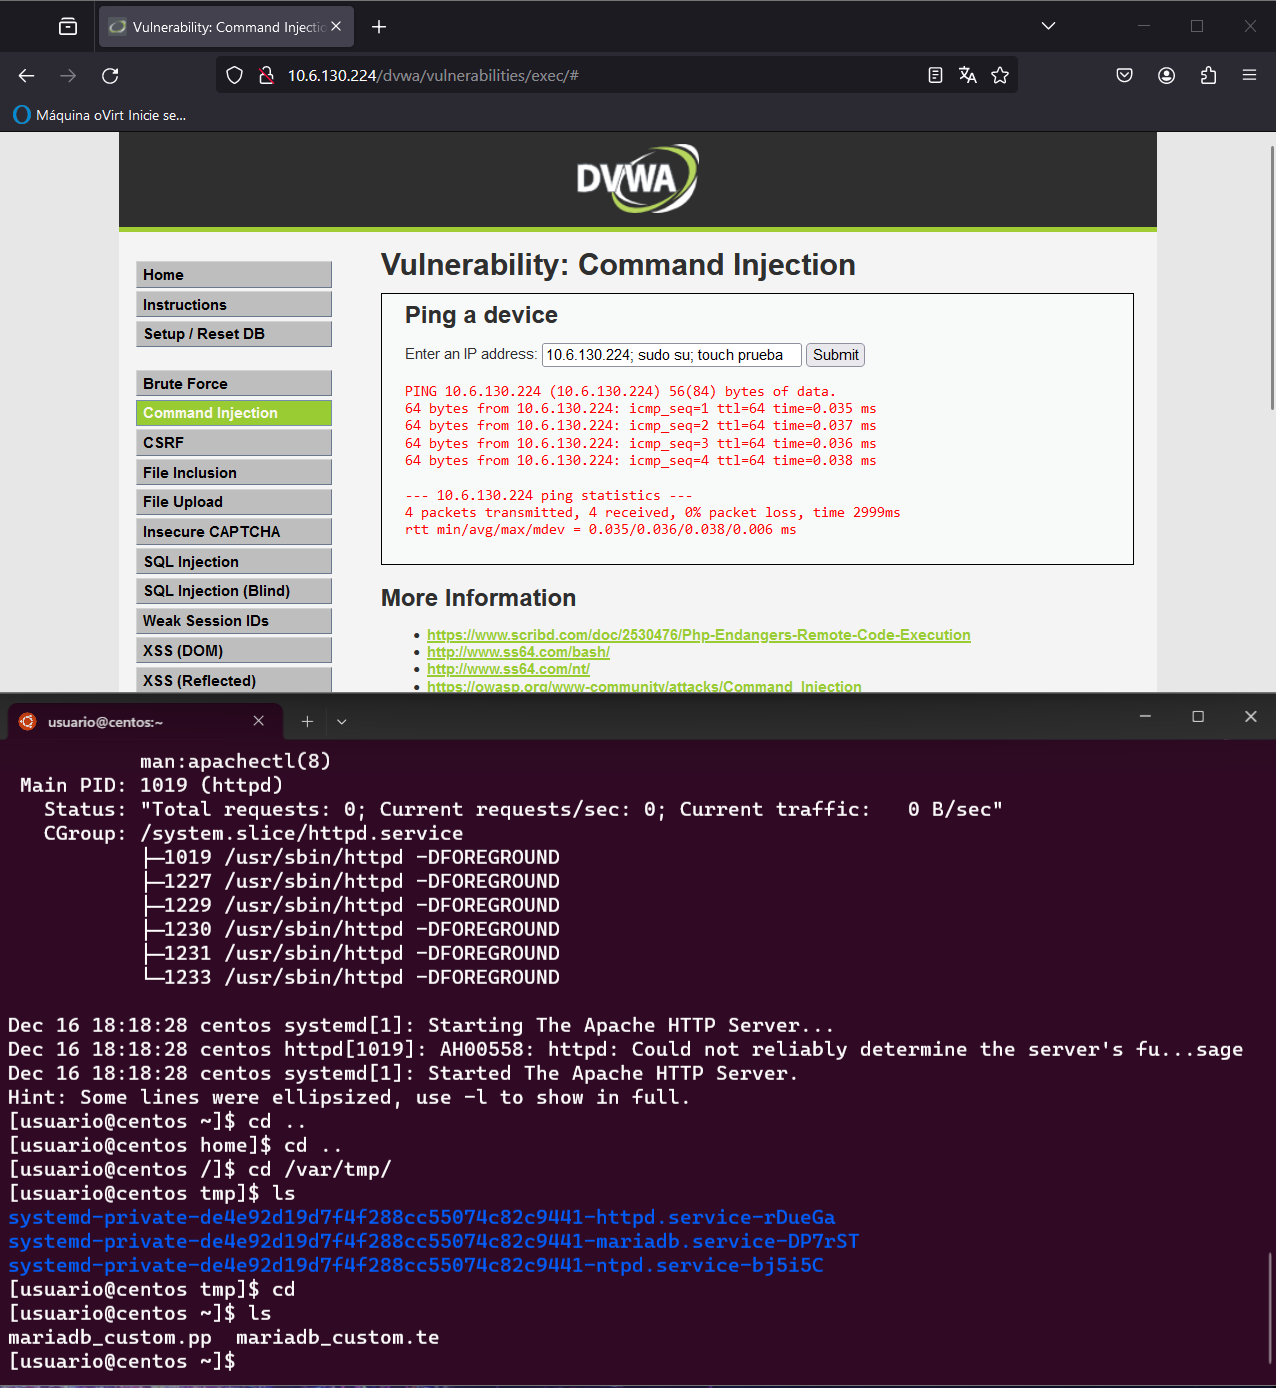 Vulnerability: Command Injectio
10.6.130.224/dvwa/vulnerabilities/exec/#
Máquina oVirt Inicie se...
DVWA
Home
Instructions
Setup / Reset DB
Brute Force
Command Injection
CSRF
File Inclusion
File Upload
Insecure CAPTCHA
SQL Injection
SQL Injection (Blind)
Weak Session IDs
XSS (DOM)
XSS (Reflected)
Vulnerability: Command Injection
Ping a device
Enter an IP address: 10.6.130.224; sudo su; touch prueba Submit
PING 10.6.130.224 (10.6.130.224) 56(84) bytes of data.
64 bytes from 10.6.130.224: icmp_seq=1 ttl=64 time=0.035 ms
64 bytes from 10.6.130.224: icmp_seq=2 ttl=64 time=0.037 ms
64 bytes from 10.6.130.224: icmp_seq=3 ttl=64 time=0.036 ms
64 bytes from 10.6.130.224: icmp_seq=4 ttl=64 time=0.038 ms
--- 10.6.130.224 ping statistics ---
4 packets transmitted, 4 received, 0% packet loss, time 2999ms
rtt min/avg/max/mdev = 0.035/0.036/0.038/0.006 ms
More Information
https://www.scribd.com/doc/2530476/Php-Endangers-Remote-Code-Execution
http://www.ss64.com/bash/
http://www.ss64.com/nt/
https://owasp.org/www-community/attacks/Command_Injection
usuario@centos:~
man:apachectl(8)
Main PID: 1019 (httpd)
Status: "Total requests: 0; Current requests/sec: 0; Current traffic:   0 B/sec"
CGroup: /system.slice/httpd.service
├─1019 /usr/sbin/httpd -DFOREGROUND
├─1227 /usr/sbin/httpd -DFOREGROUND
├─1229 /usr/sbin/httpd -DFOREGROUND
├─1230 /usr/sbin/httpd -DFOREGROUND
├─1231 /usr/sbin/httpd -DFOREGROUND
└─1233 /usr/sbin/httpd -DFOREGROUND
Dec 16 18:18:28 centos systemd[1]: Starting The Apache HTTP Server...
Dec 16 18:18:28 centos httpd[1019]: AH00558: httpd: Could not reliably determine the server's fu...sage
Dec 16 18:18:28 centos systemd[1]: Started The Apache HTTP Server.
Hint: Some lines were ellipsized, use -l to show in full.
[usuario@centos ~]$ cd ..
[usuario@centos home]$ cd ..
[usuario@centos /]$ cd /var/tmp/
[usuario@centos tmp]$ ls
systemd-private-de4e92d19d7f4f288cc55074c82c9441-httpd.service-rDueGa
systemd-private-de4e92d19d7f4f288cc55074c82c9441-mariadb.service-DP7rST
systemd-private-de4e92d19d7f4f288cc55074c82c9441-ntpd.service-bj5i5C
[usuario@centos tmp]$ cd
[usuario@centos ~]$ ls
mariadb_custom.pp  mariadb_custom.te
[usuario@centos ~]$